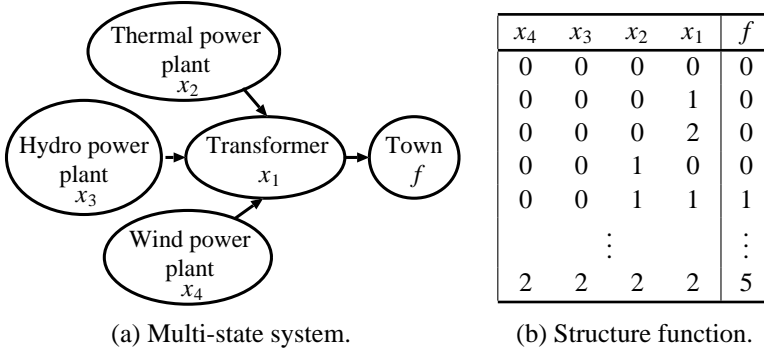 Thermal power
plant
x₂
Hydro power
plant
x₃
Transformer
x₁
Town
f
Wind power
plant
x₄
(a) Multi-state system.
x₄ x₃ x₂ x₁ f
0 0 0 0 0
0 0 0 1 0
0 0 0 2 0
0 0 1 0 0
0 0 1 1 1
⋮ ⋮
2 2 2 2 5
(b) Structure function.